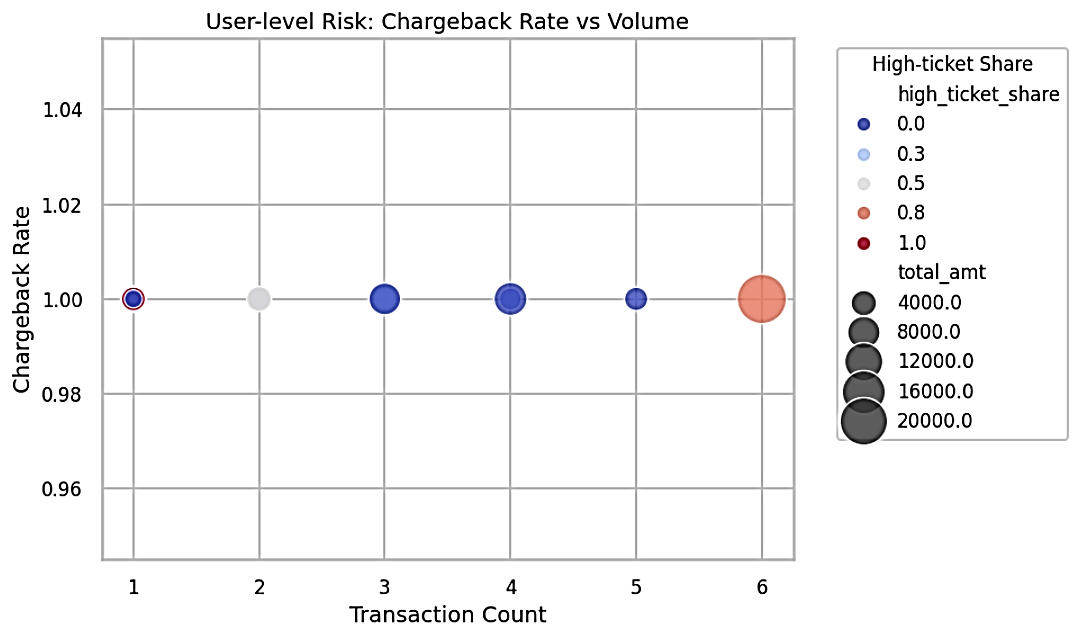 User-level Risk: Chargeback Rate vs Volume
1.04
1.02
1.00
0.98
0.96
Chargeback Rate
1 2 3 4 5 6
Transaction Count
High-ticket Share
high_ticket_share
0.0
0.3
0.5
0.8
1.0
total_amt
4000.0
8000.0
12000.0
16000.0
20000.0